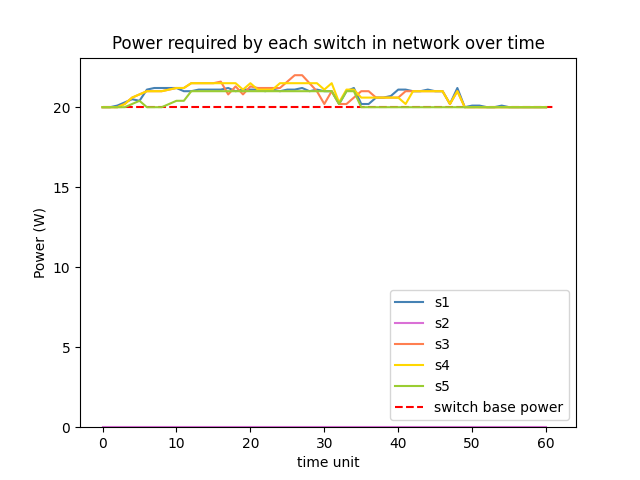 Power required by each switch in network over time
Power (W)
20
15
10
5
0
0 10 20 30 40 50 60
time unit
s1
s2
s3
s4
s5
switch base power